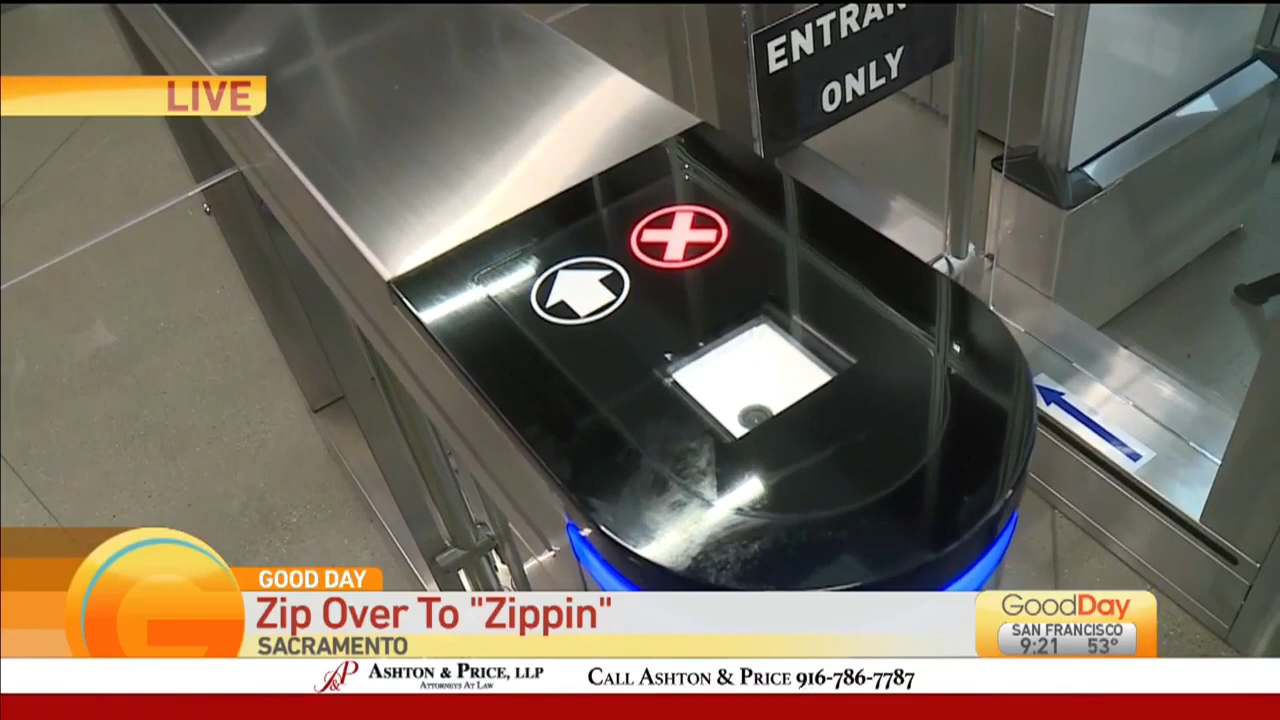 ENTRAN
ONLY
LIVE
GOOD DAY
Zip Over To "Zippin"
SACRAMENTO
GoodDay
SAN FRANCISCO
9:21 53°
ASHTON & PRICE, LLP
ATTORNEYS AT LAW
CALL ASHTON & PRICE 916-786-7787